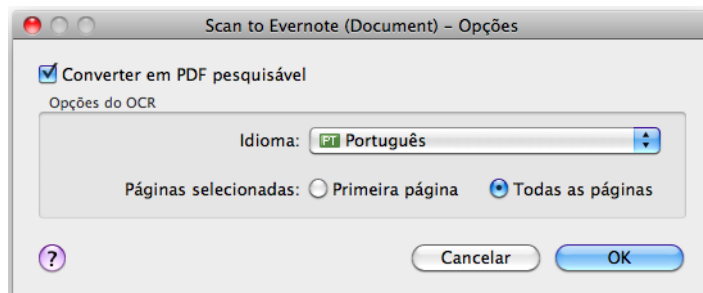 Scan to Evernote (Document) – Opções
Converter em PDF pesquisável
Opções do OCR
Idioma: PT Português
Páginas selecionadas: Primeira página Todas as páginas
? Cancelar OK